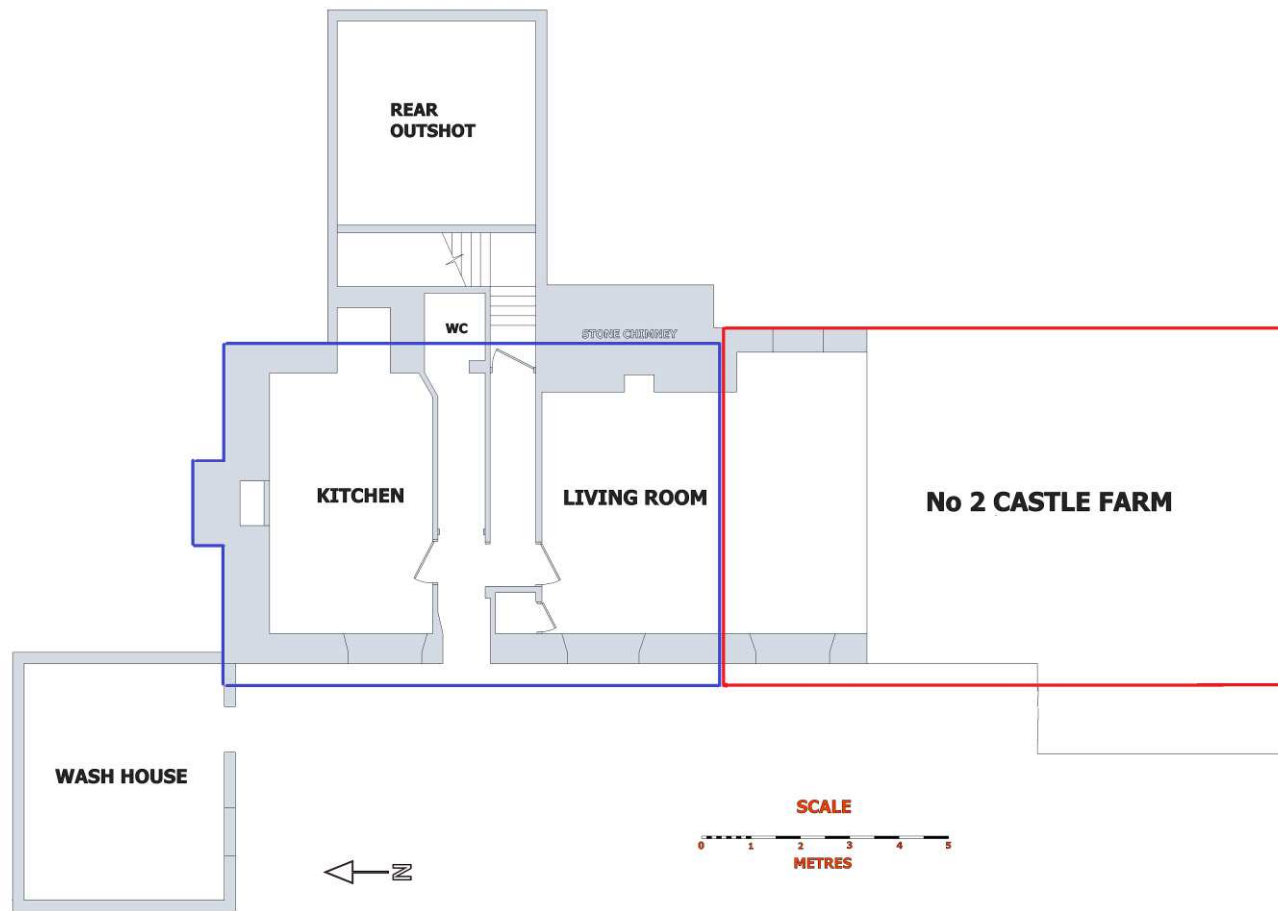 REAR
OUTSHOT
WC
STONE CHIMNEY
KITCHEN
LIVING ROOM
No 2 CASTLE FARM
WASH HOUSE
SCALE
0 1 2 3 4 5
METRES
N